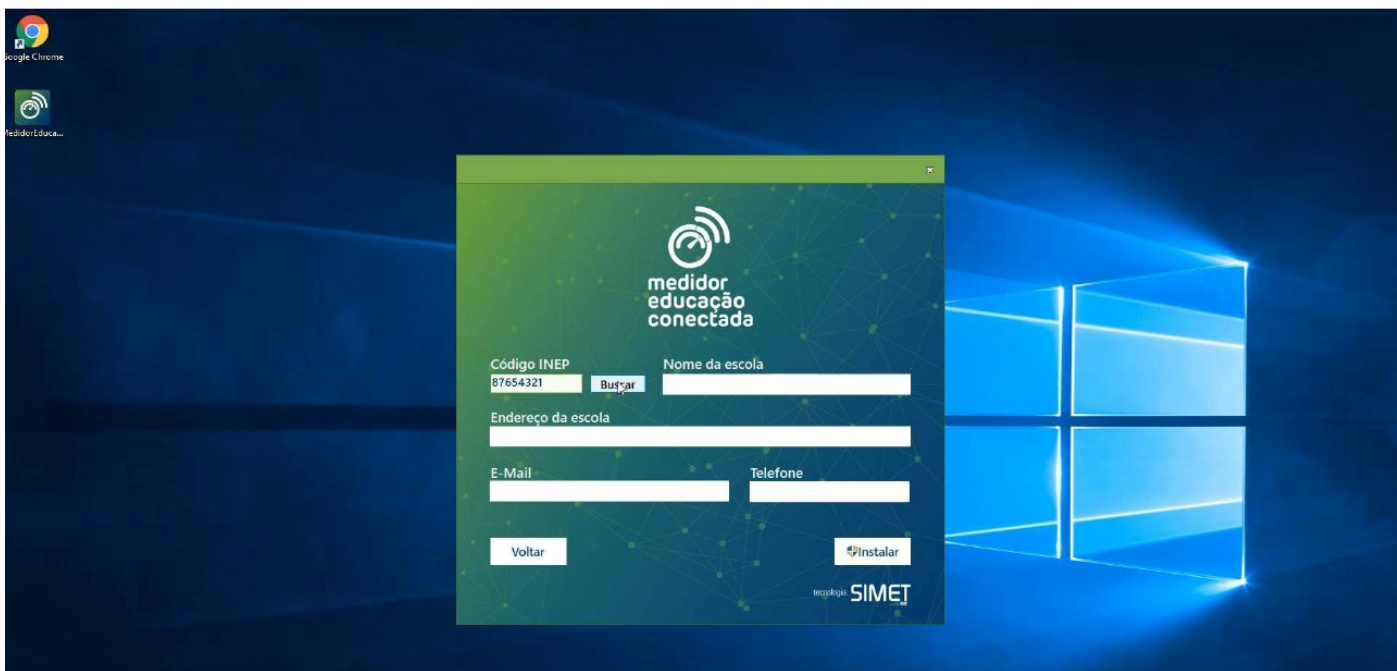 Google Chrome
MedidorEduca...
medidor
educação
conectada
Código INEP
Nome da escola
87654321
Buscar
Endereço da escola
E-Mail
Telefone
Voltar
Instalar
tecnologia: SIMET